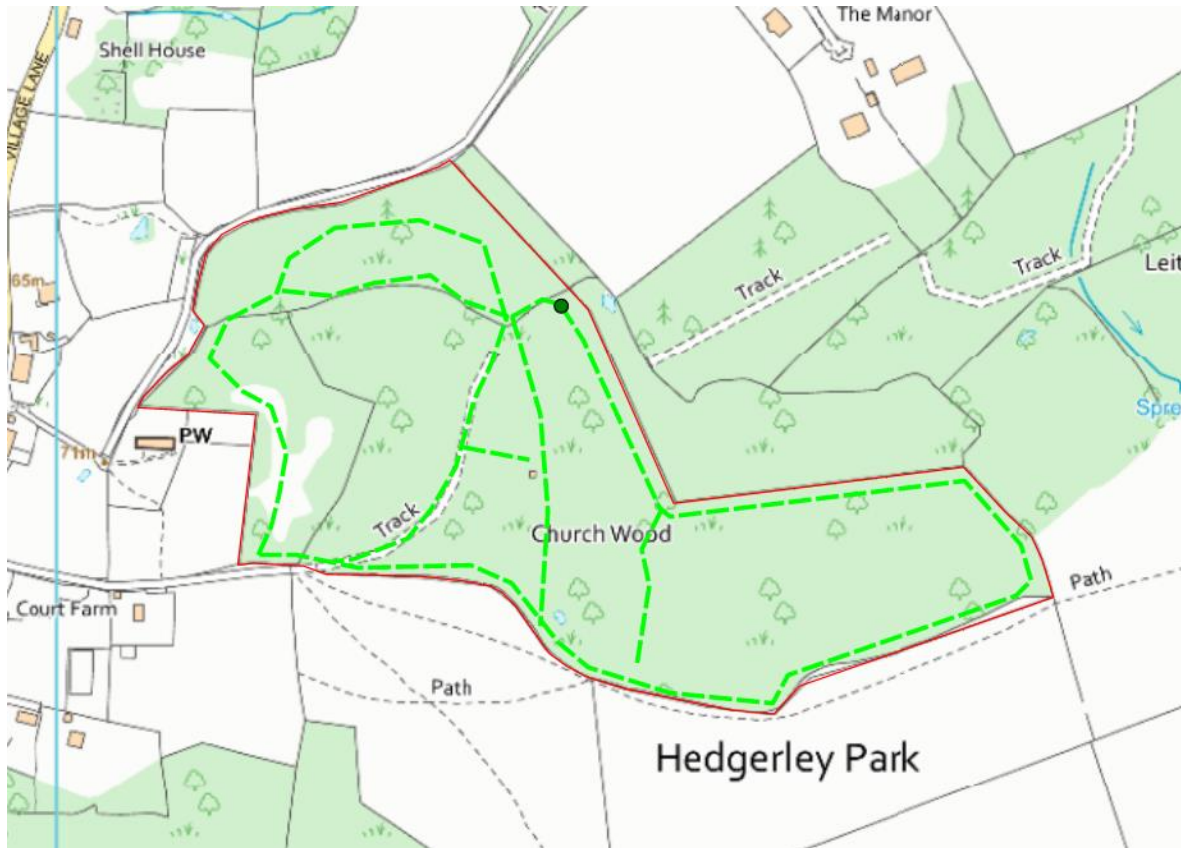 The Manor
Shell House
VILLAGE LANE
Track
Track
Leit
65m
Spre
PW
71m
Track
Church Wood
Path
Court Farm
Path
Hedgerley Park